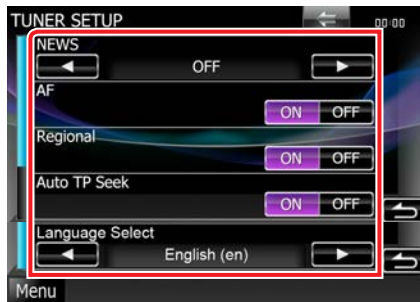 TUNER SETUP
00:00
NEWS
OFF
AF
ON OFF
Regional
ON OFF
Auto TP Seek
ON OFF
Language Select
English (en)
Menu